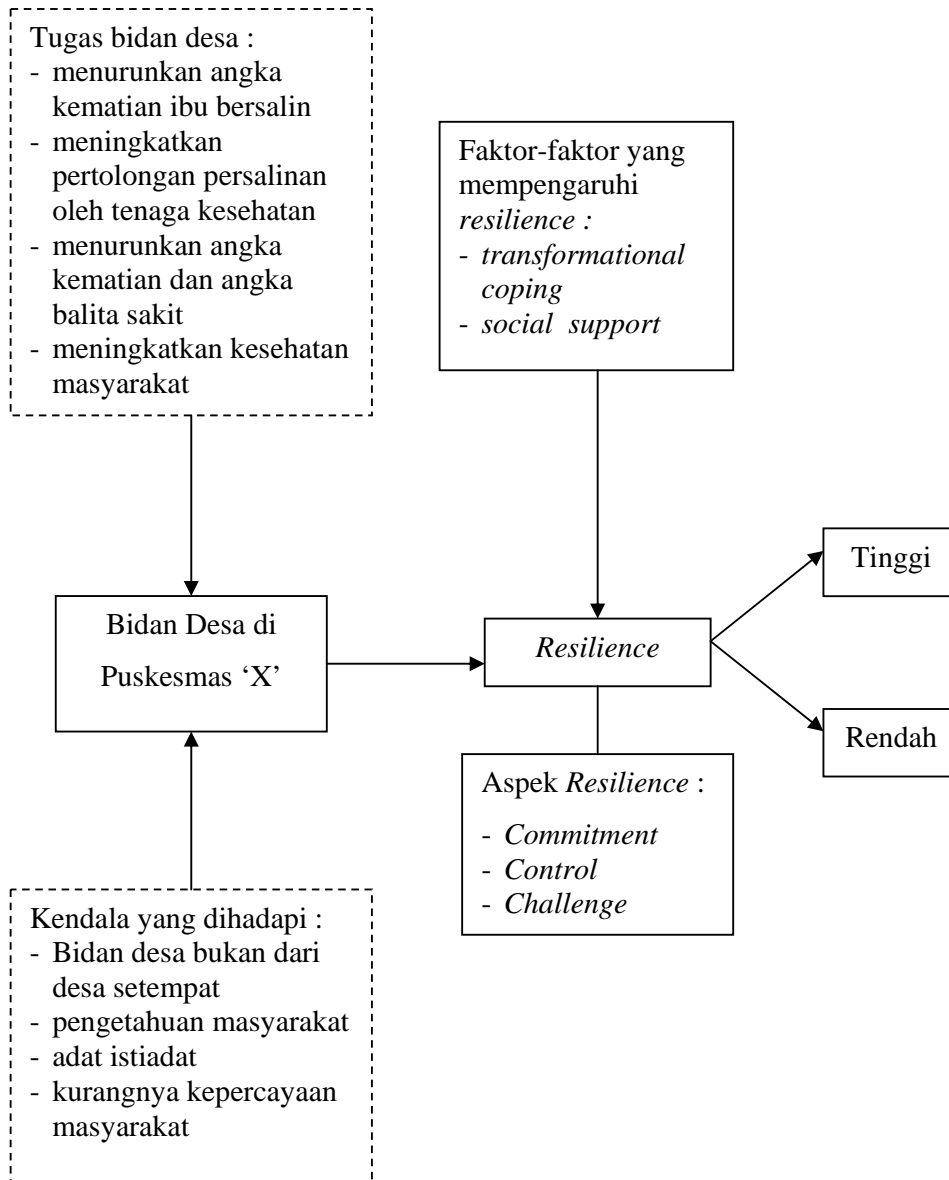 Tugas bidan desa :
- menurunkan angka
kematian ibu bersalin
- meningkatkan
pertolongan persalinan
oleh tenaga kesehatan
- menurunkan angka
kematian dan angka
balita sakit
- meningkatkan kesehatan
masyarakat
Faktor-faktor yang
mempengaruhi
resilience :
- transformational
coping
- social support
Bidan Desa di
Puskesmas ‘X’
Resilience
Tinggi
Rendah
Aspek Resilience :
- Commitment
- Control
- Challenge
Kendala yang dihadapi :
- Bidan desa bukan dari
desa setempat
- pengetahuan masyarakat
- adat istiadat
- kurangnya kepercayaan
masyarakat